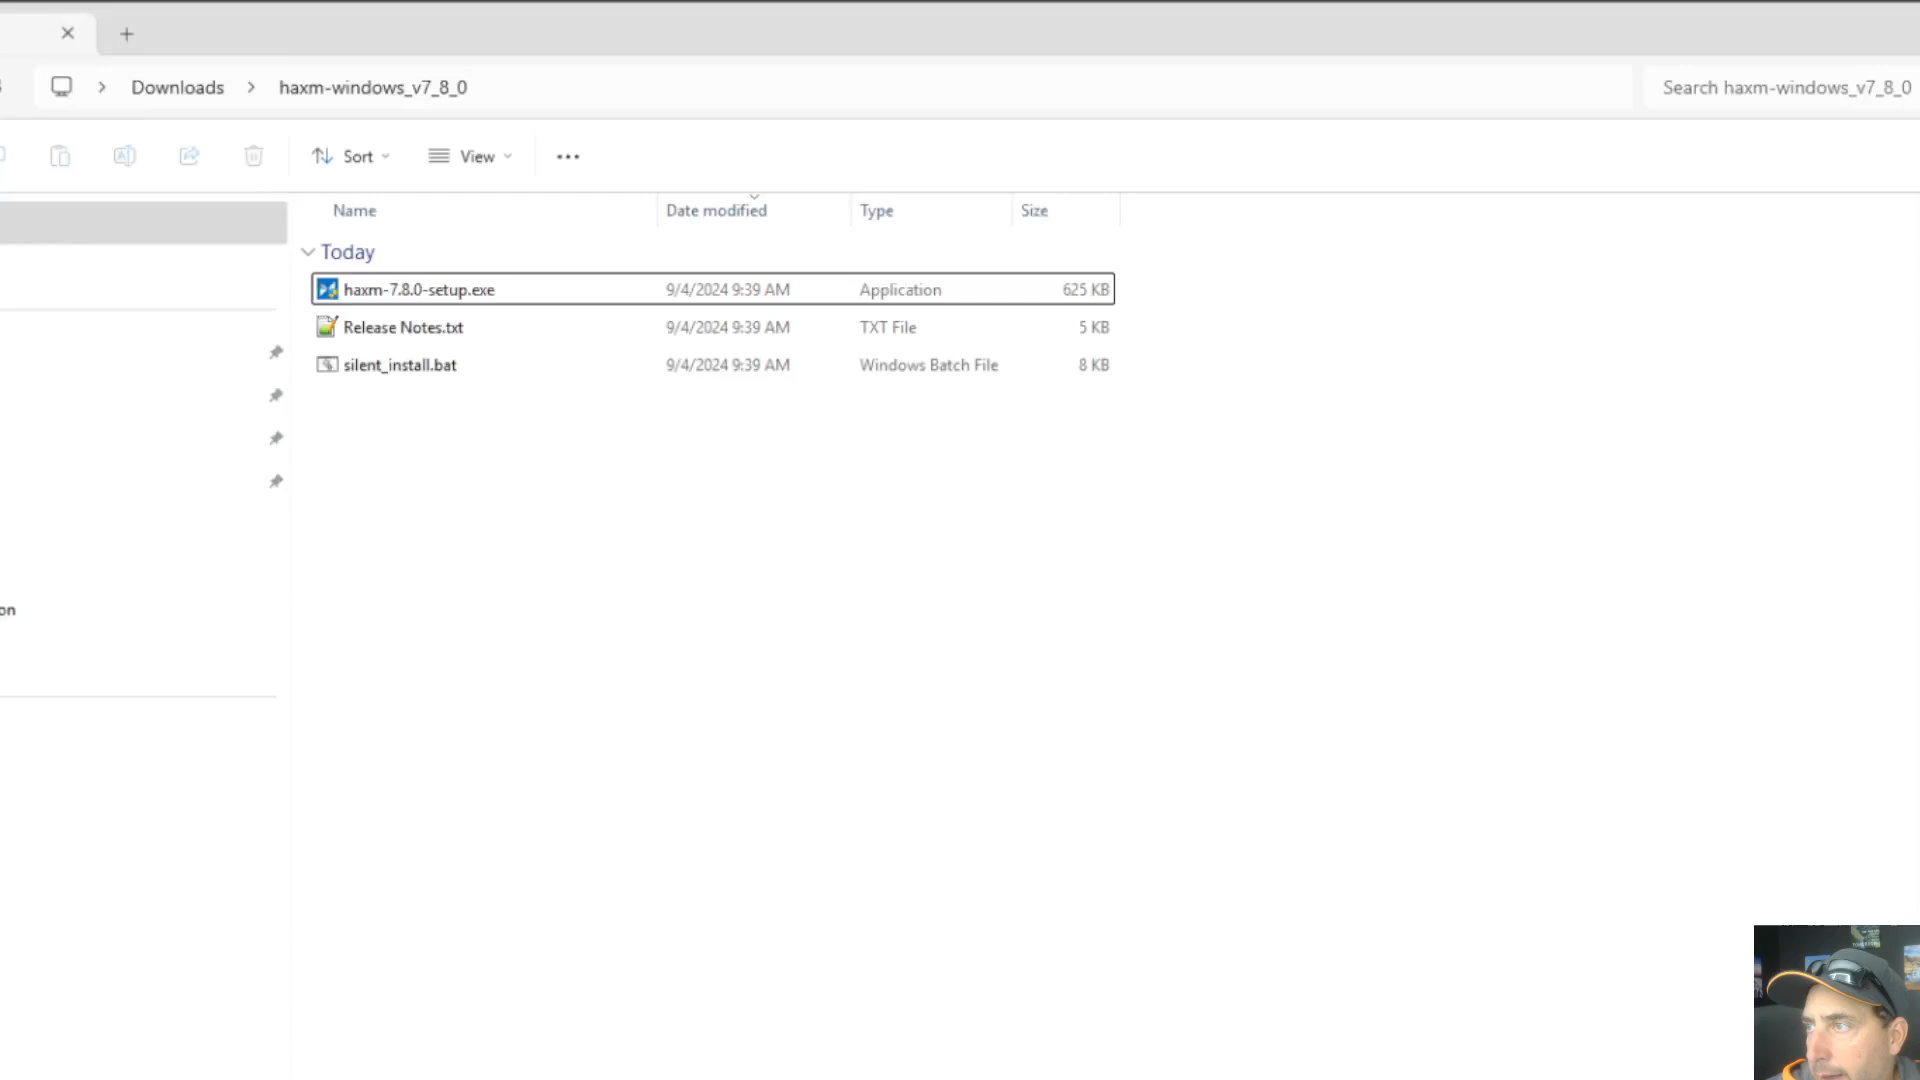 Downloads haxm-windows_v7_8_0 Search haxm-windows_v7_8_0
Sort View
Name Date modified Type Size
Today
haxm-7.8.0-setup.exe 9/4/2024 9:39 AM Application 625 KB
Release Notes.txt 9/4/2024 9:39 AM TXT File 5 KB
silent_install.bat 9/4/2024 9:39 AM Windows Batch File 8 KB
on